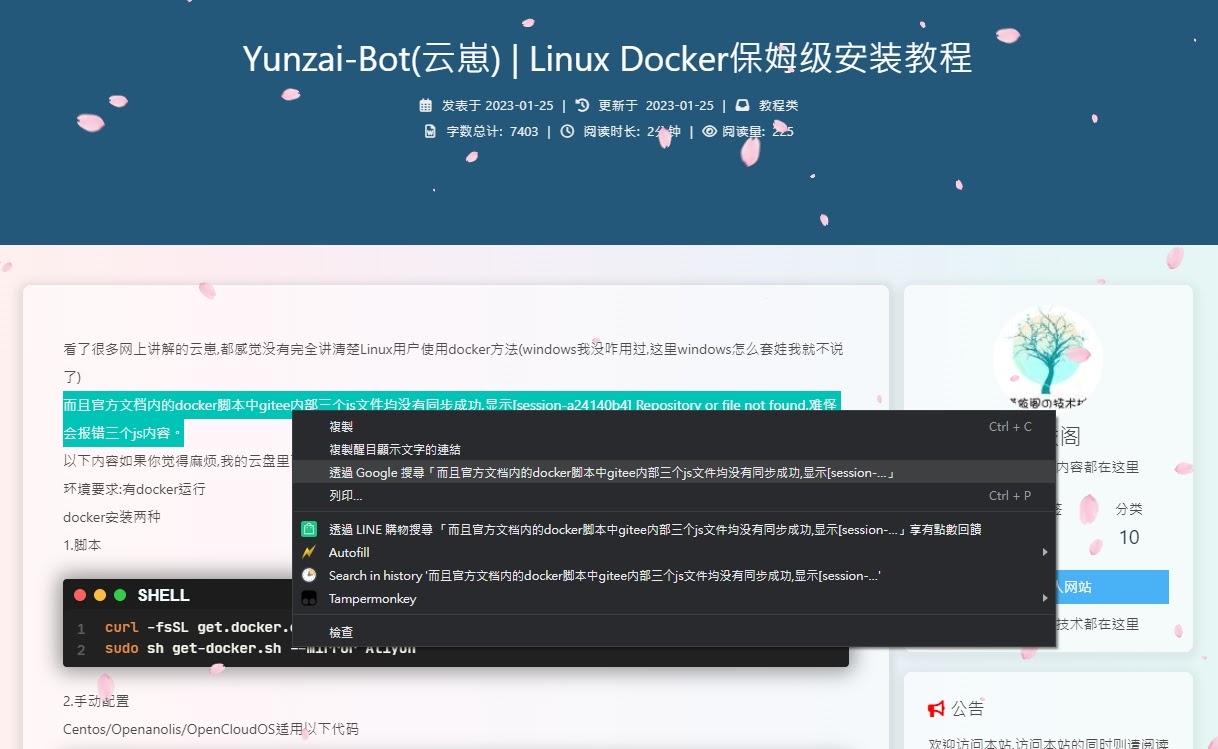 Yunzai-Bot(云崽) | Linux Docker保姆级安装教程
发表于 2023-01-25 | 更新于 2023-01-25 | 教程类
字数总计: 7403 | 阅读时长: 2分钟 | 阅读量: 225
看了很多网上讲解的云崽,都感觉没有完全讲清楚Linux用户使用docker方法(windows我没咋用过,这里windows怎么套娃我就不说
了)
而且官方文档内的docker脚本中gitee内部三个js文件均没有同步成功,显示[session-a24140b4] Repository or file not found.难怪
会报错三个js内容。
以下内容如果你觉得麻烦,我的云盘里
环境要求:有docker运行
docker安装两种
1.脚本
SHELL
1 curl -fsSL get.docker.
2 sudo sh get-docker.sh --mirror Aliyun
2.手动配置
Centos/Openanolis/OpenCloudOS适用以下代码
複製 Ctrl + C
複製醒目顯示文字的連結
透過 Google 搜尋「而且官方文档内的docker脚本中gitee内部三个js文件均没有同步成功,显示[session-...」
列印... Ctrl + P
透過 LINE 購物搜尋 「 而且官方文档内的docker脚本中gitee内部三个js文件均没有同步成功,显示[session-...」享有點數回饋
Autofill
Search in history '而且官方文档内的docker脚本中gitee内部三个js文件均没有同步成功,显示[session-...'
Tampermonkey
檢查
阁
内容都在这里
分类
10
人网站
技术都在这里
公告
欢迎访问本站,访问本站的同时则请阅读